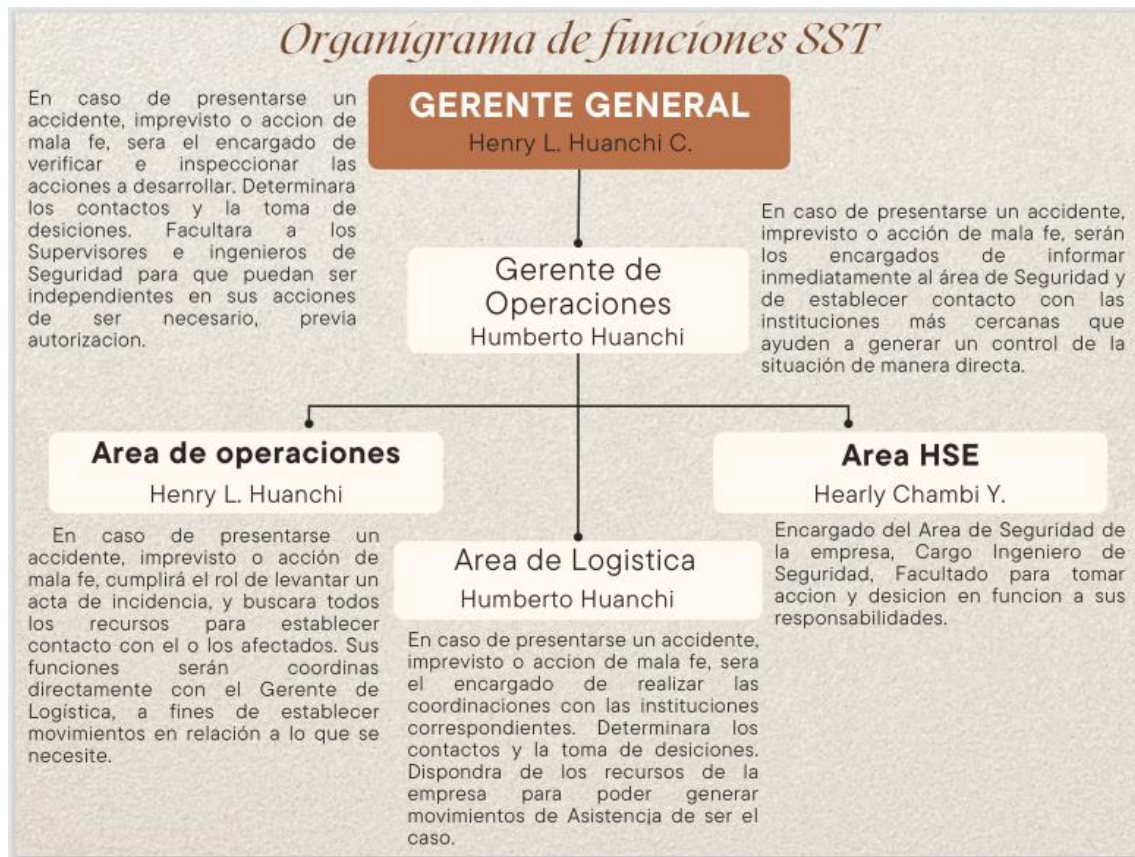 Organigrama de funciones SST
GERENTE GENERAL
Henry L. Huanchi C.
En caso de presentarse un
accidente, imprevisto o accion de
mala fe, sera el encargado de
verificar e inspeccionar las
acciones a desarrollar. Determinara
los contactos y la toma de
desiciones. Facultara a los
Supervisores e ingenieros de
Seguridad para que puedan ser
independientes en sus acciones
de ser necesario, previa
autorizacion.
Gerente de
Operaciones
Humberto Huanchi
En caso de presentarse un accidente,
imprevisto o acción de mala fe, serán
los encargados de informar
inmediatamente al área de Seguridad y
de establecer contacto con las
instituciones más cercanas que
ayuden a generar un control de la
situación de manera directa.
Area de operaciones
Henry L. Huanchi
En caso de presentarse un
accidente, imprevisto o acción de
mala fe, cumplirá el rol de levantar un
acta de incidencia, y buscara todos
los recursos para establecer
contacto con el o los afectados. Sus
funciones serán coordinas
directamente con el Gerente de
Logística, a fines de establecer
movimientos en relación a lo que se
necesite.
Area de Logistica
Humberto Huanchi
En caso de presentarse un accidente,
imprevisto o accion de mala fe, sera
el encargado de realizar las
coordinaciones con las instituciones
correspondientes. Determinara los
contactos y la toma de desiciones.
Dispondra de los recursos de la
empresa para poder generar
movimientos de Asistencia de ser el
caso.
Area HSE
Hearly Chambi Y.
Encargado del Area de Seguridad de
la empresa, Cargo Ingeniero de
Seguridad, Facultado para tomar
accion y desicion en funcion a sus
responsabilidades.